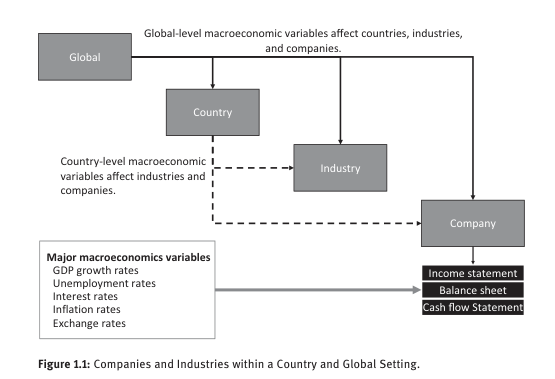 Global-level macroeconomic variables affect countries, industries,
and companies.
Global
Country
Country-level macroeconomic
variables affect industries and
companies.
Industry
Company
Major macroeconomics variables
GDP growth rates
Unemployment rates
Interest rates
Inflation rates
Exchange rates
Income statement
Balance sheet
Cash flow Statement
Figure 1.1: Companies and Industries within a Country and Global Setting.